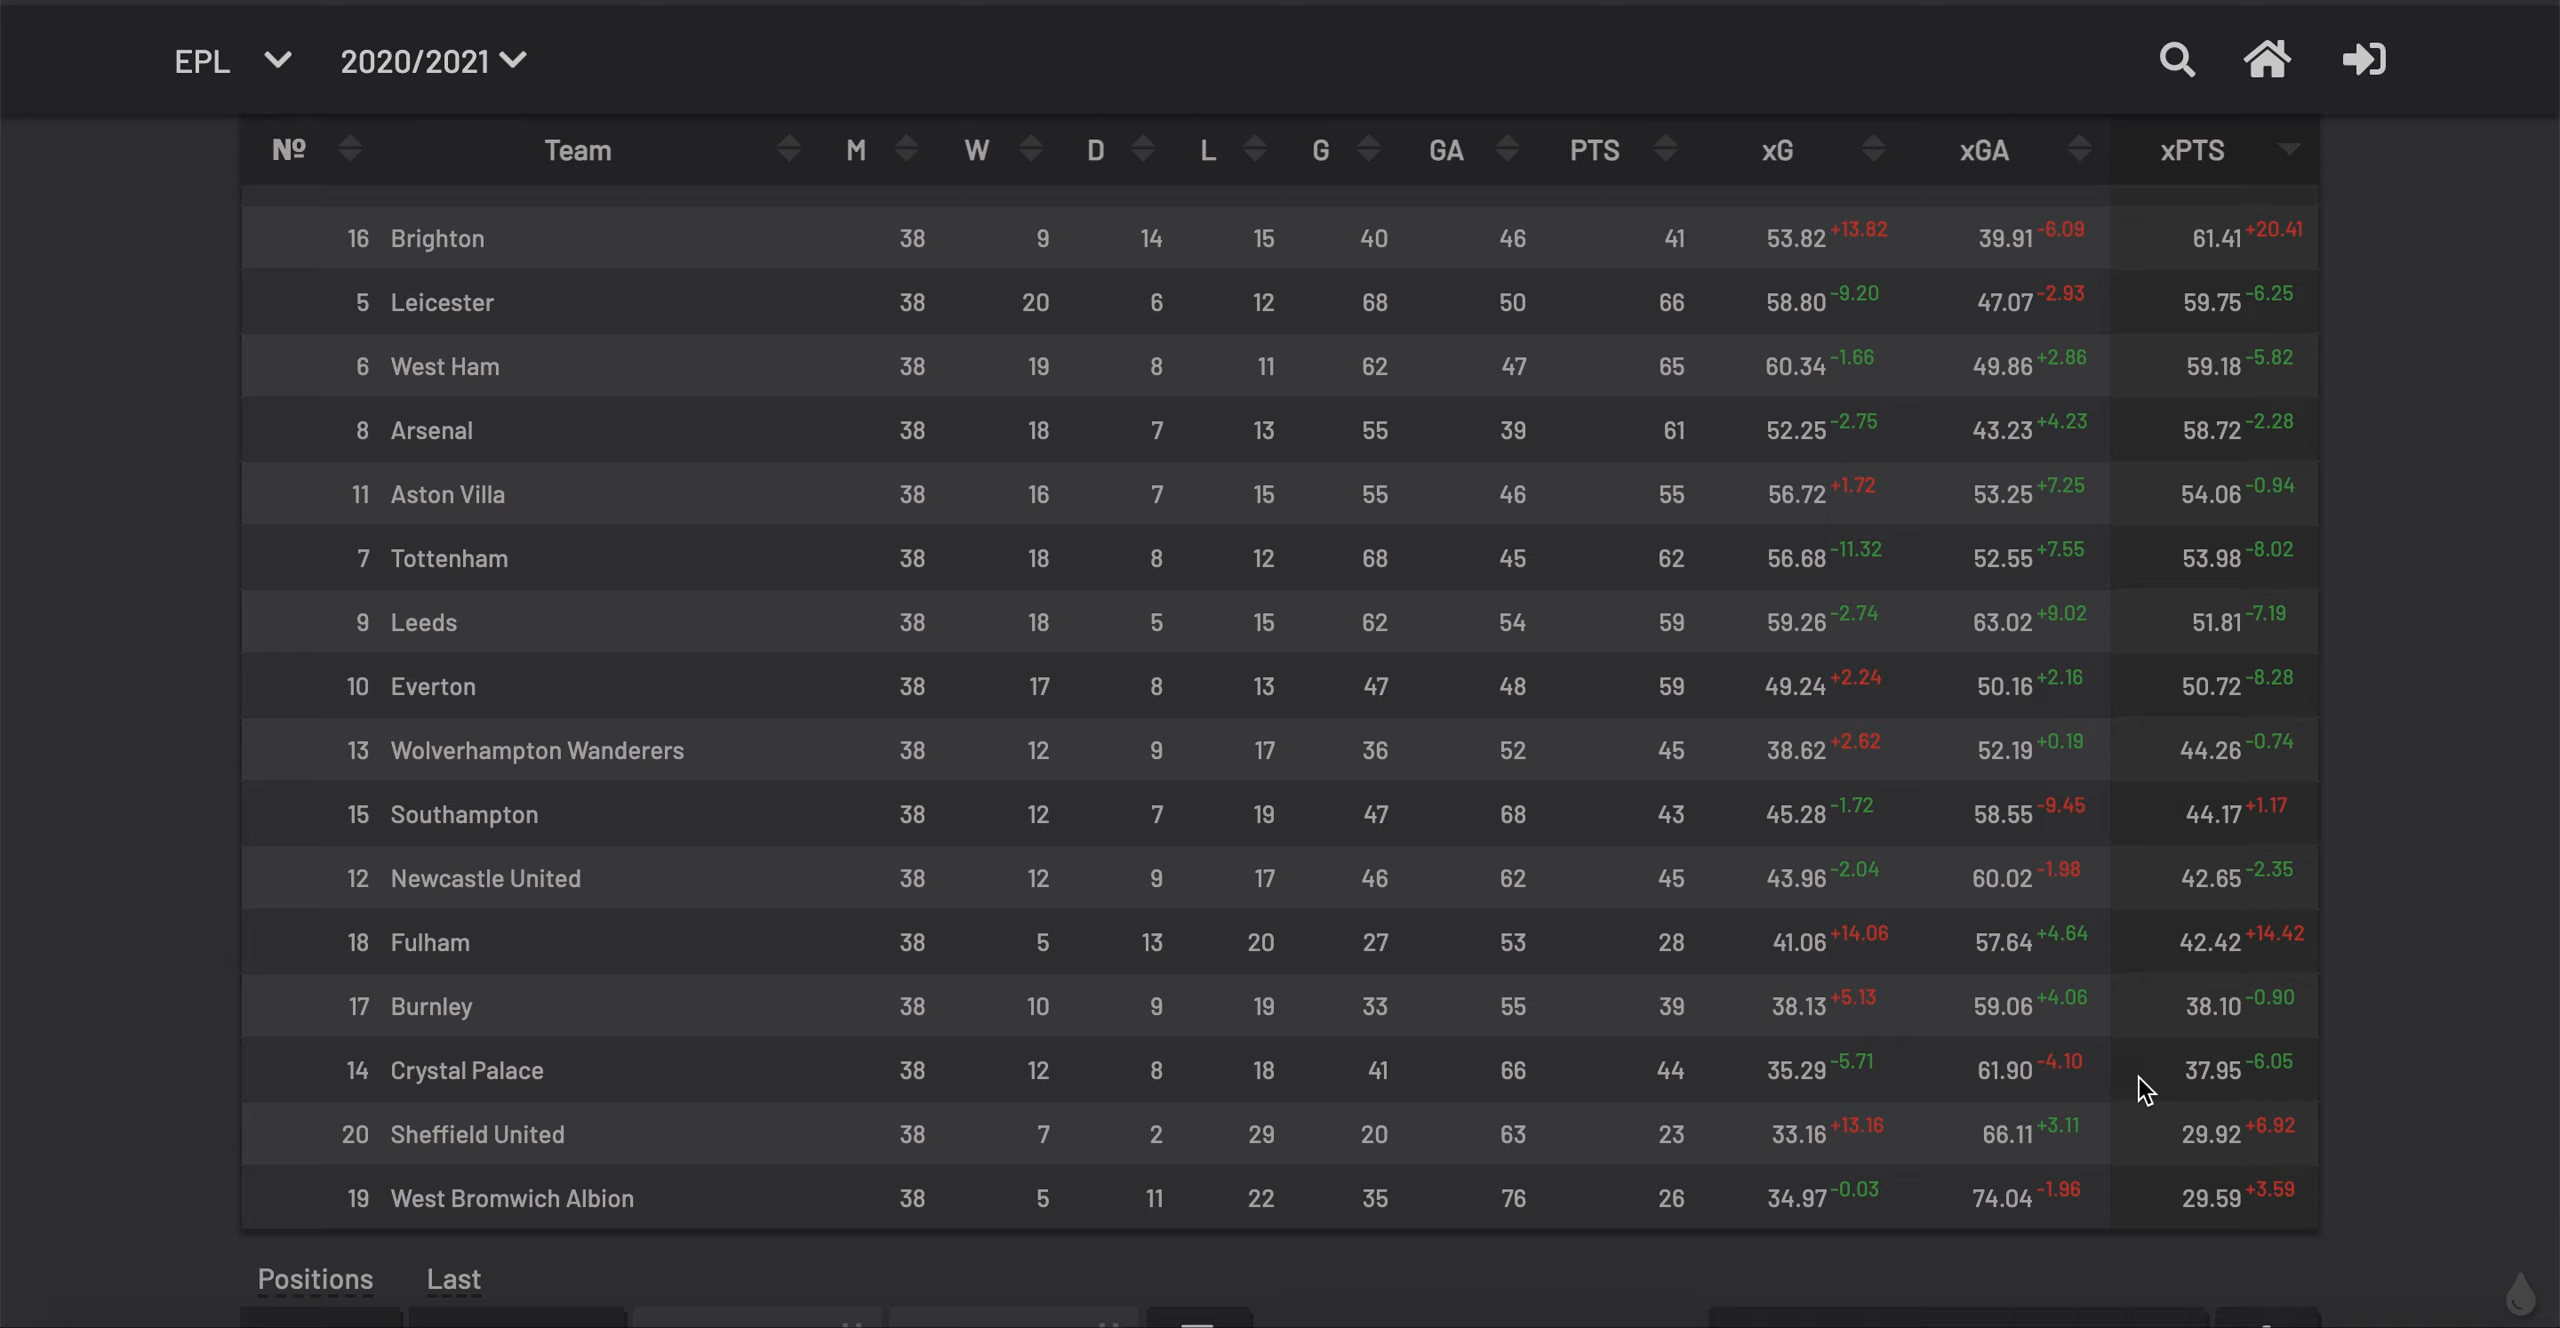 EPL 2020/2021
Nº Team M W D L G GA PTS xG xGA xPTS
16 Brighton 38 9 14 15 40 46 41 53.82 +13.82 39.91 -6.09 61.41 +20.41
5 Leicester 38 20 6 12 68 50 66 58.80 -9.20 47.07 -2.93 59.75 -6.25
6 West Ham 38 19 8 11 62 47 65 60.34 -1.66 49.86 +2.86 59.18 -5.82
8 Arsenal 38 18 7 13 55 39 61 52.25 -2.75 43.23 +4.23 58.72 -2.28
11 Aston Villa 38 16 7 15 55 46 55 56.72 +1.72 53.25 +7.25 54.06 -0.94
7 Tottenham 38 18 8 12 68 45 62 56.68 -11.32 52.55 +7.55 53.98 -8.02
9 Leeds 38 18 5 15 62 54 59 59.26 -2.74 63.02 +9.02 51.81 -7.19
10 Everton 38 17 8 13 47 48 59 49.24 +2.24 50.16 +2.16 50.72 -8.28
13 Wolverhampton Wanderers 38 12 9 17 36 52 45 38.62 +2.62 52.19 +0.19 44.26 -0.74
15 Southampton 38 12 7 19 47 68 43 45.28 -1.72 58.55 -9.45 44.17 +1.17
12 Newcastle United 38 12 9 17 46 62 45 43.96 -2.04 60.02 -1.98 42.65 -2.35
18 Fulham 38 5 13 20 27 53 28 41.06 +14.06 57.64 +4.64 42.42 +14.42
17 Burnley 38 10 9 19 33 55 39 38.13 +5.13 59.06 +4.06 38.10 -0.90
14 Crystal Palace 38 12 8 18 41 66 44 35.29 -5.71 61.90 -4.10 37.95 -6.05
20 Sheffield United 38 7 2 29 20 63 23 33.16 +13.16 66.11 +3.11 29.92 +6.92
19 West Bromwich Albion 38 5 11 22 35 76 26 34.97 -0.03 74.04 -1.96 29.59 +3.59
Positions Last